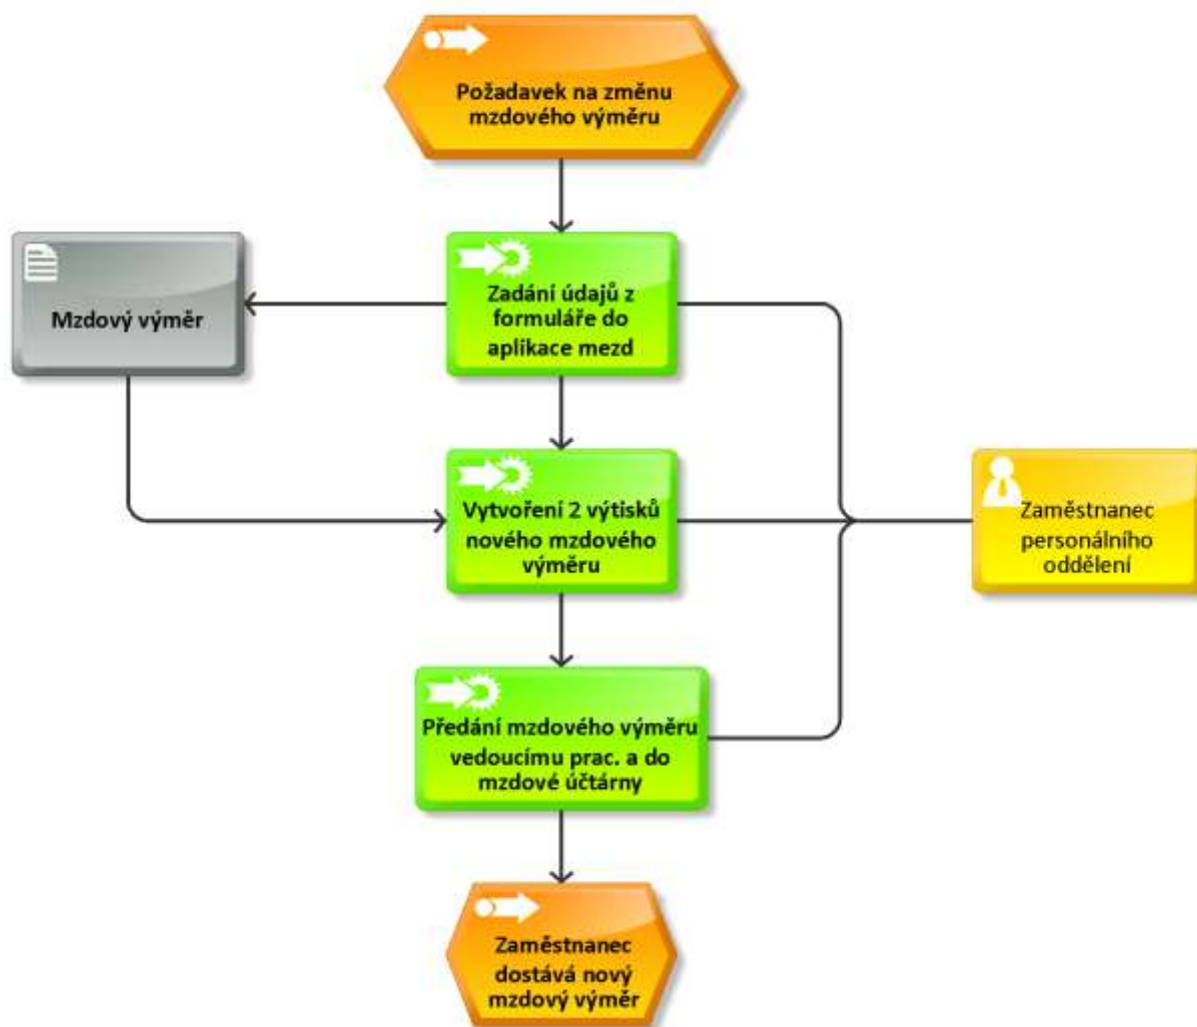 Požadavek na změnu
mzdového výměru
Mzdový výměr
Zadání údajů z
formuláře do
aplikace mezd
Vytvoření 2 výtisků
nového mzdového
výměru
Zaměstnanec
personálního
oddělení
Předání mzdového výměru
vedoucímu prac. a do
mzdové účtárny
Zaměstnanec
dostává nový
mzdový výměr